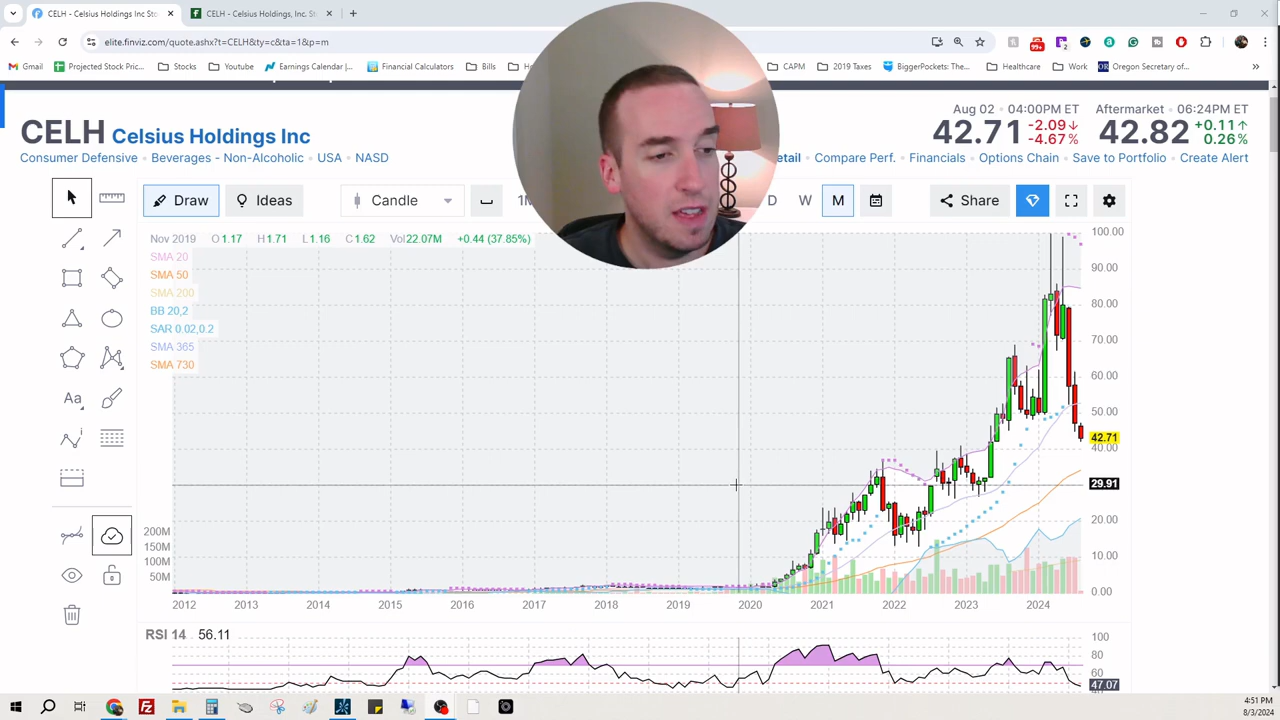 CELH - Celsius Holdings Inc Sto
CELH - Celsius Holdings, Inc. St
elite.finviz.com/quote.ashx?t=CELH&ty=c&ta=1&p=m
99+
2
Gmail
Projected Stock Pric...
Stocks
Youtube
Earnings Calendar |...
Financial Calculators
Bills
CAPM
2019 Taxes
BiggerPockets: The...
Healthcare
Work
OR
Oregon Secretary of...
CELH Celsius Holdings Inc
Consumer Defensive • Beverages - Non-Alcoholic • USA • NASD
Aug 02 • 04:00PM ET
42.71 -2.09
-4.67 %
Aftermarket • 06:24PM ET
42.82 +0.11
0.26%
Compare Perf. • Financials • Options Chain • Save to Portfolio • Create Alert
Draw
Ideas
Candle
D
W
M
Share
Nov 2019 O 1.17 H 1.71 L 1.16 C 1.62 Vol 22.07M +0.44 (37.85%)
SMA 20
SMA 50
SMA 200
BB 20,2
SAR 0.02,0.2
SMA 365
SMA 730
Aa
100.00
90.00
80.00
70.00
60.00
50.00
42.71
40.00
29.91
20.00
10.00
0.00
200M
150M
100M
50M
2012 2013 2014 2015 2016 2017 2018 2019 2020 2021 2022 2023 2024
RSI 14 56.11
100
80
60
47.07
4:51 PM
8/3/2024